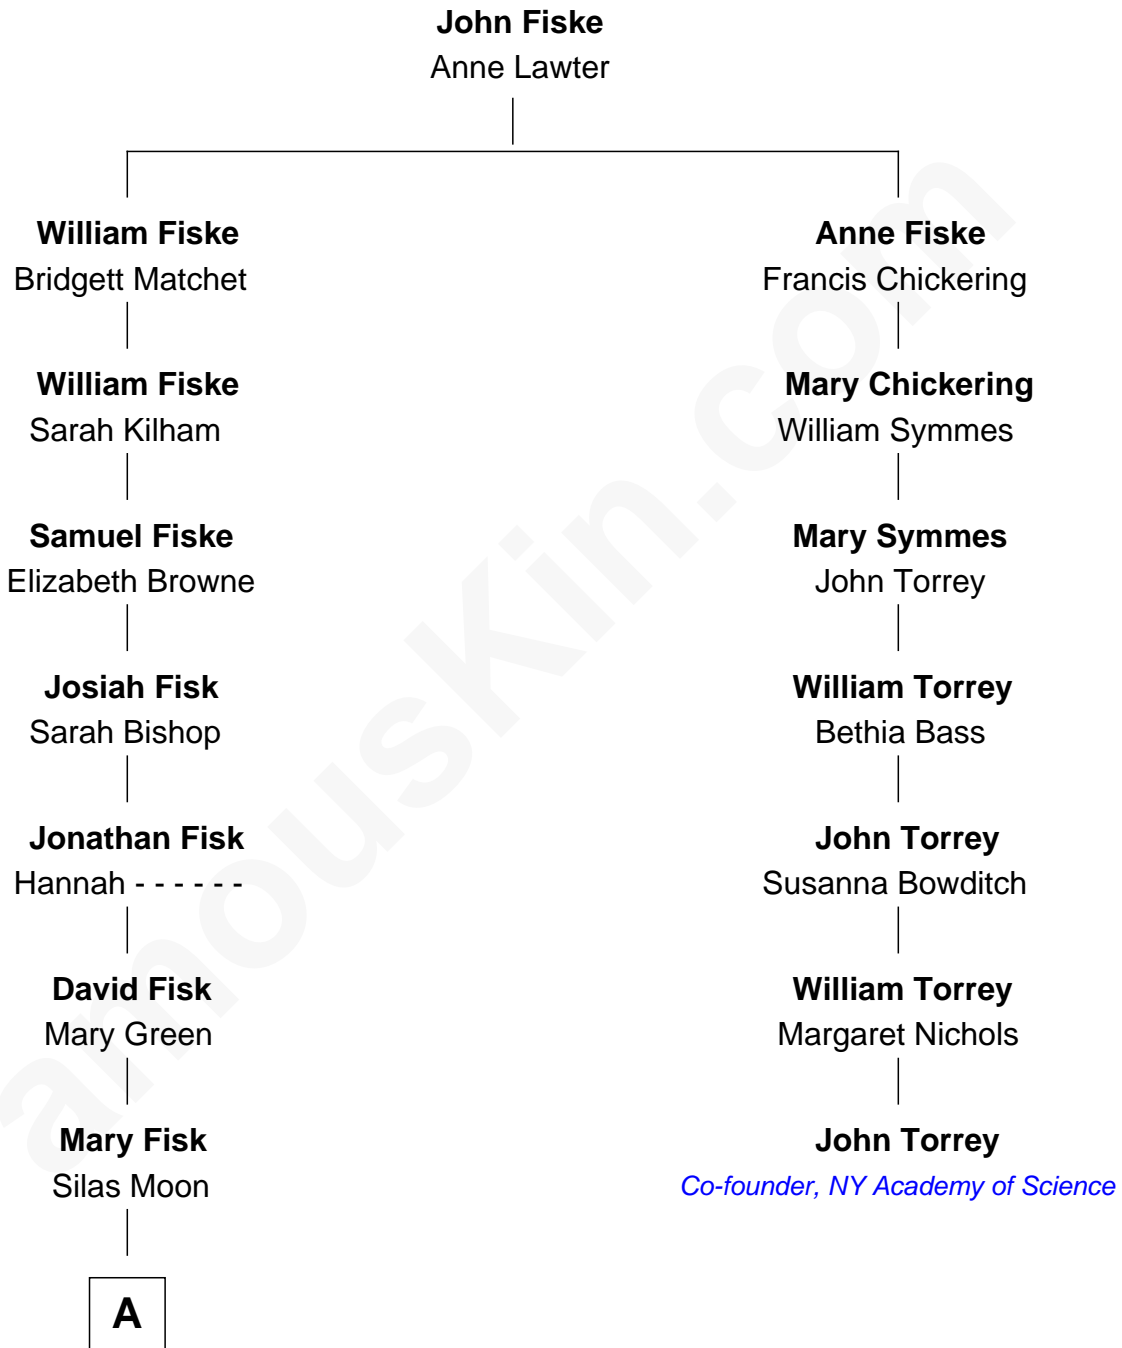 John Fiske
Anne Lawter
William Fiske
Bridgett Matchet
Anne Fiske
Francis Chickering
William Fiske
Sarah Kilham
Mary Chickering
William Symmes
Samuel Fiske
Elizabeth Browne
Mary Symmes
John Torrey
Josiah Fisk
Sarah Bishop
William Torrey
Bethia Bass
Jonathan Fisk
Hannah - - - - - -
John Torrey
Susanna Bowditch
David Fisk
Mary Green
William Torrey
Margaret Nichols
Mary Fisk
Silas Moon
John Torrey
Co-founder, NY Academy of Science
A
amousKin.com